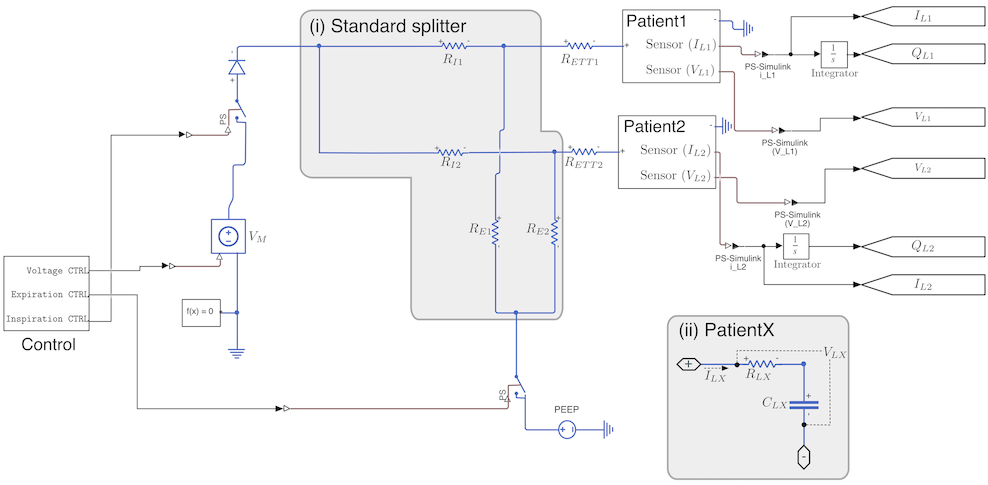 (i) Standard splitter
R_{I1}
R_{ETT1}
Patient1
+
-
Sensor (I_{L1})
Sensor (V_{L1})
PS-Simulink
i_L1
1
s
Integrator
I_{L1}
Q_{L1}
PS
R_{I2}
R_{ETT2}
Patient2
+
-
Sensor (I_{L2})
Sensor (V_{L2})
PS-Simulink
(V_L1)
V_{L1}
V_{L2}
PS-Simulink
(V_L2)
R_{E1}
R_{E2}
V_M
PS-Simulink
i_L2
1
s
Integrator
Q_{L2}
I_{L2}
Voltage CTRL
Expiration CTRL
Inspiration CTRL
Control
f(x) = 0
PS
PEEP
(ii) PatientX
+
I_{LX}
R_{LX}
V_{LX}
C_{LX}
-